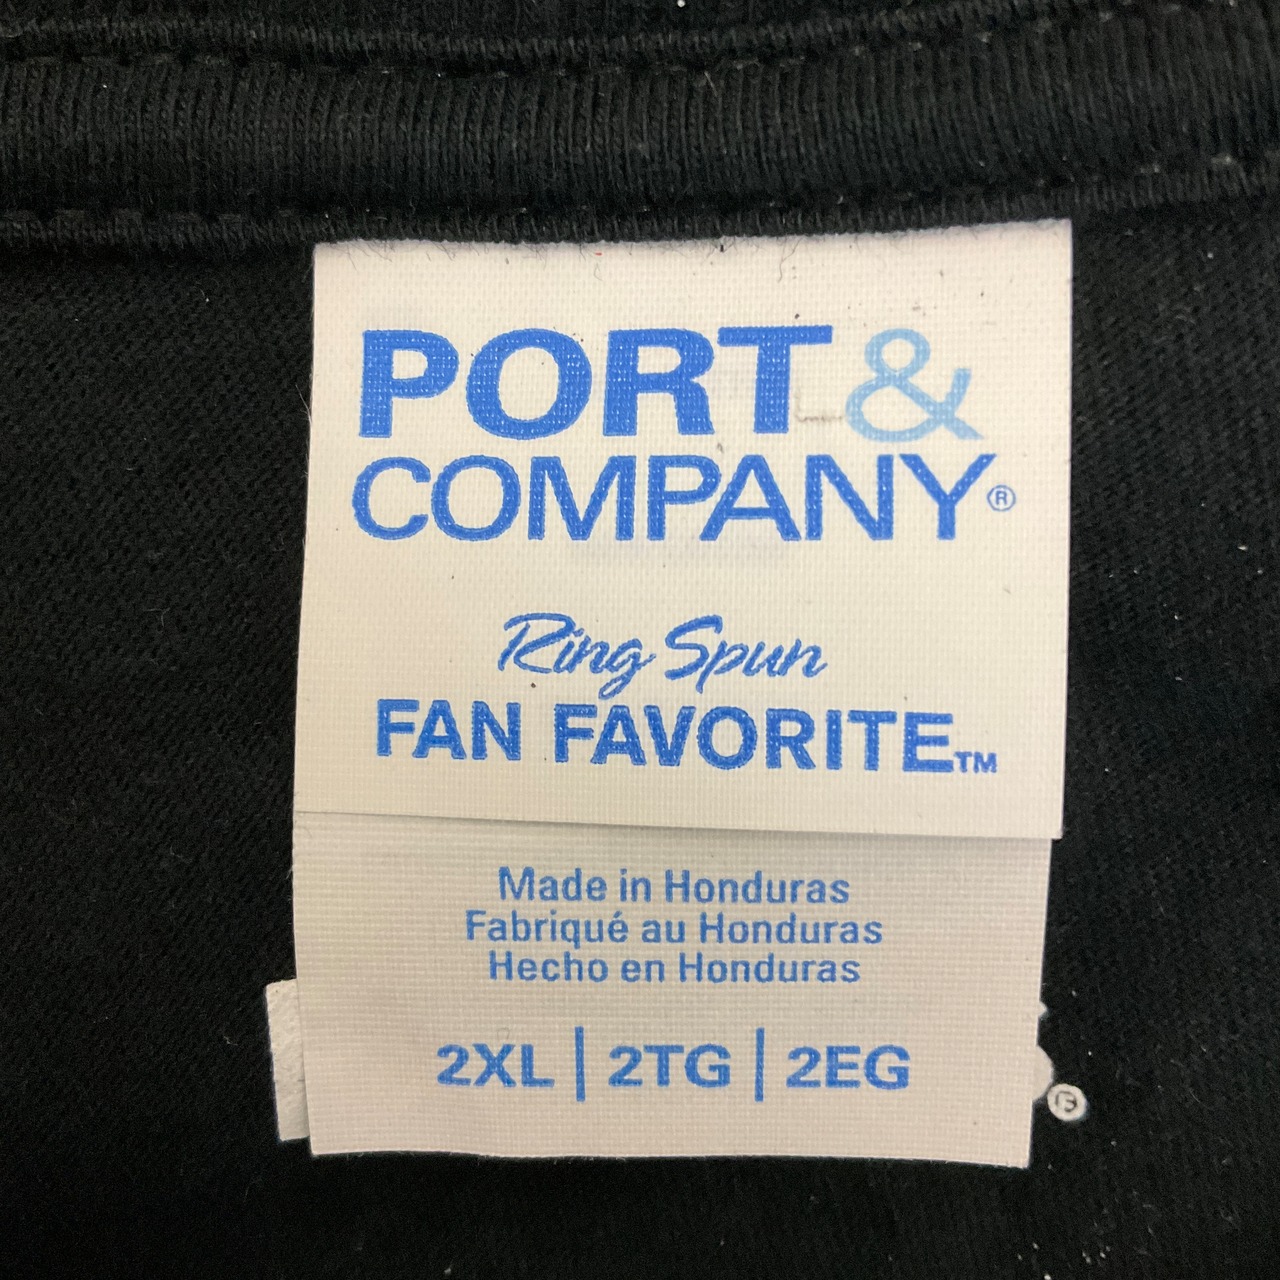 PORT &
COMPANY®
Ring Spun
FAN FAVORITE™
Made in Honduras
Fabriqué au Honduras
Hecho en Honduras
2XL | 2TG | 2EG
®